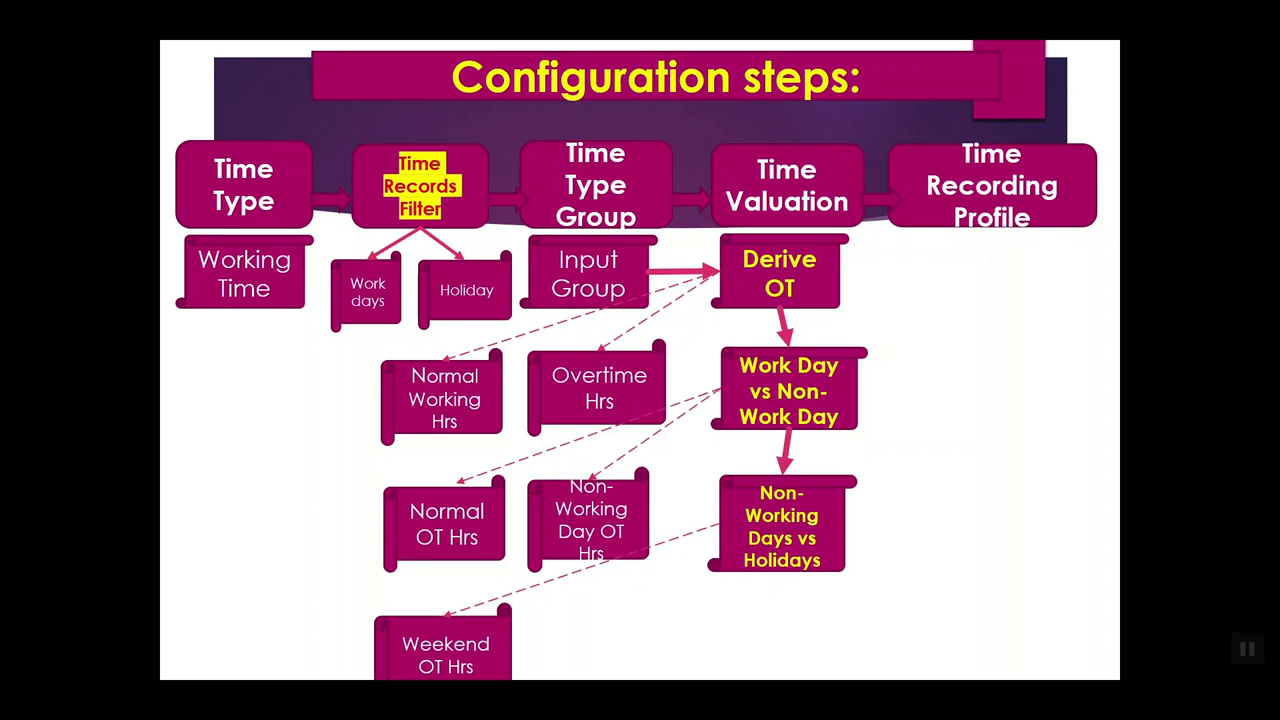 Configuration steps:
Time
Type
Time
Records
Filter
Time
Type
Group
Time
Valuation
Time
Recording
Profile
Working
Time
Work
days
Holiday
Input
Group
Derive
OT
Normal
Working
Hrs
Overtime
Hrs
Work Day
vs Non-
Work Day
Normal
OT Hrs
Non-
Working
Day OT
Hrs
Non-
Working
Days vs
Holidays
Weekend
OT Hrs